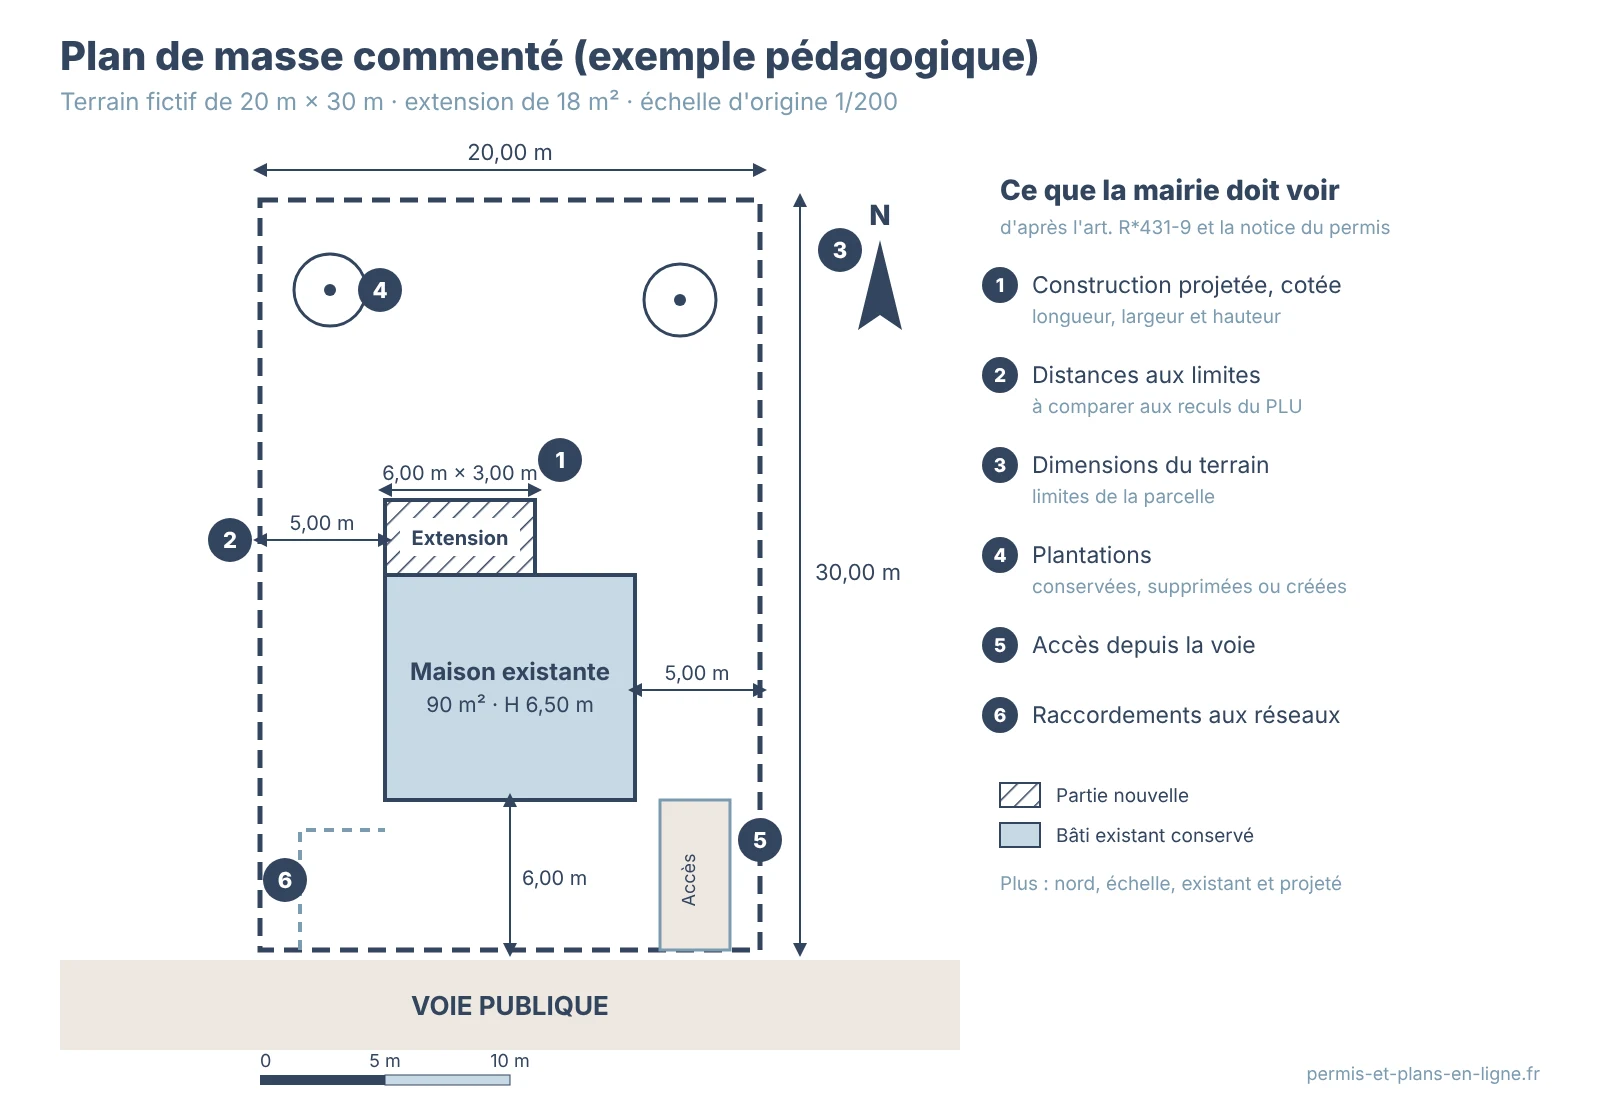 Plan de masse commenté (exemple pédagogique)
Terrain fictif de 20 m × 30 m · extension de 18 m² · échelle d'origine 1/200
20,00 m
N
3
4
6,00 m × 3,00 m
1
2
5,00 m
Extension
30,00 m
Maison existante
90 m² · H 6,50 m
5,00 m
5
6
6,00 m
Accès
VOIE PUBLIQUE
0 5 m 10 m
Ce que la mairie doit voir
d'après l'art. R*431-9 et la notice du permis
1 Construction projetée, cotée
longueur, largeur et hauteur
2 Distances aux limites
à comparer aux reculs du PLU
3 Dimensions du terrain
limites de la parcelle
4 Plantations
conservées, supprimées ou créées
5 Accès depuis la voie
6 Raccordements aux réseaux
Partie nouvelle
Bâti existant conservé
Plus : nord, échelle, existant et projeté
permis-et-plans-en-ligne.fr